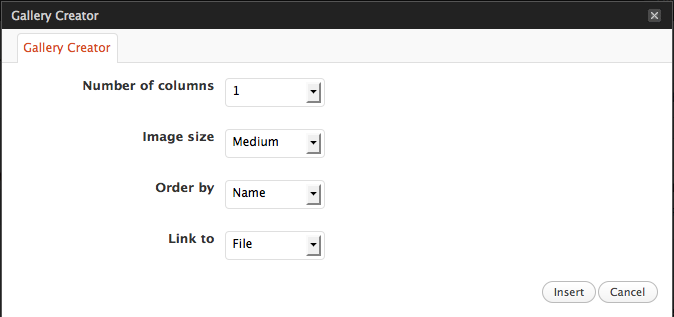 Gallery Creator
Gallery Creator
Number of columns 1
Image size Medium
Order by Name
Link to File
Insert Cancel